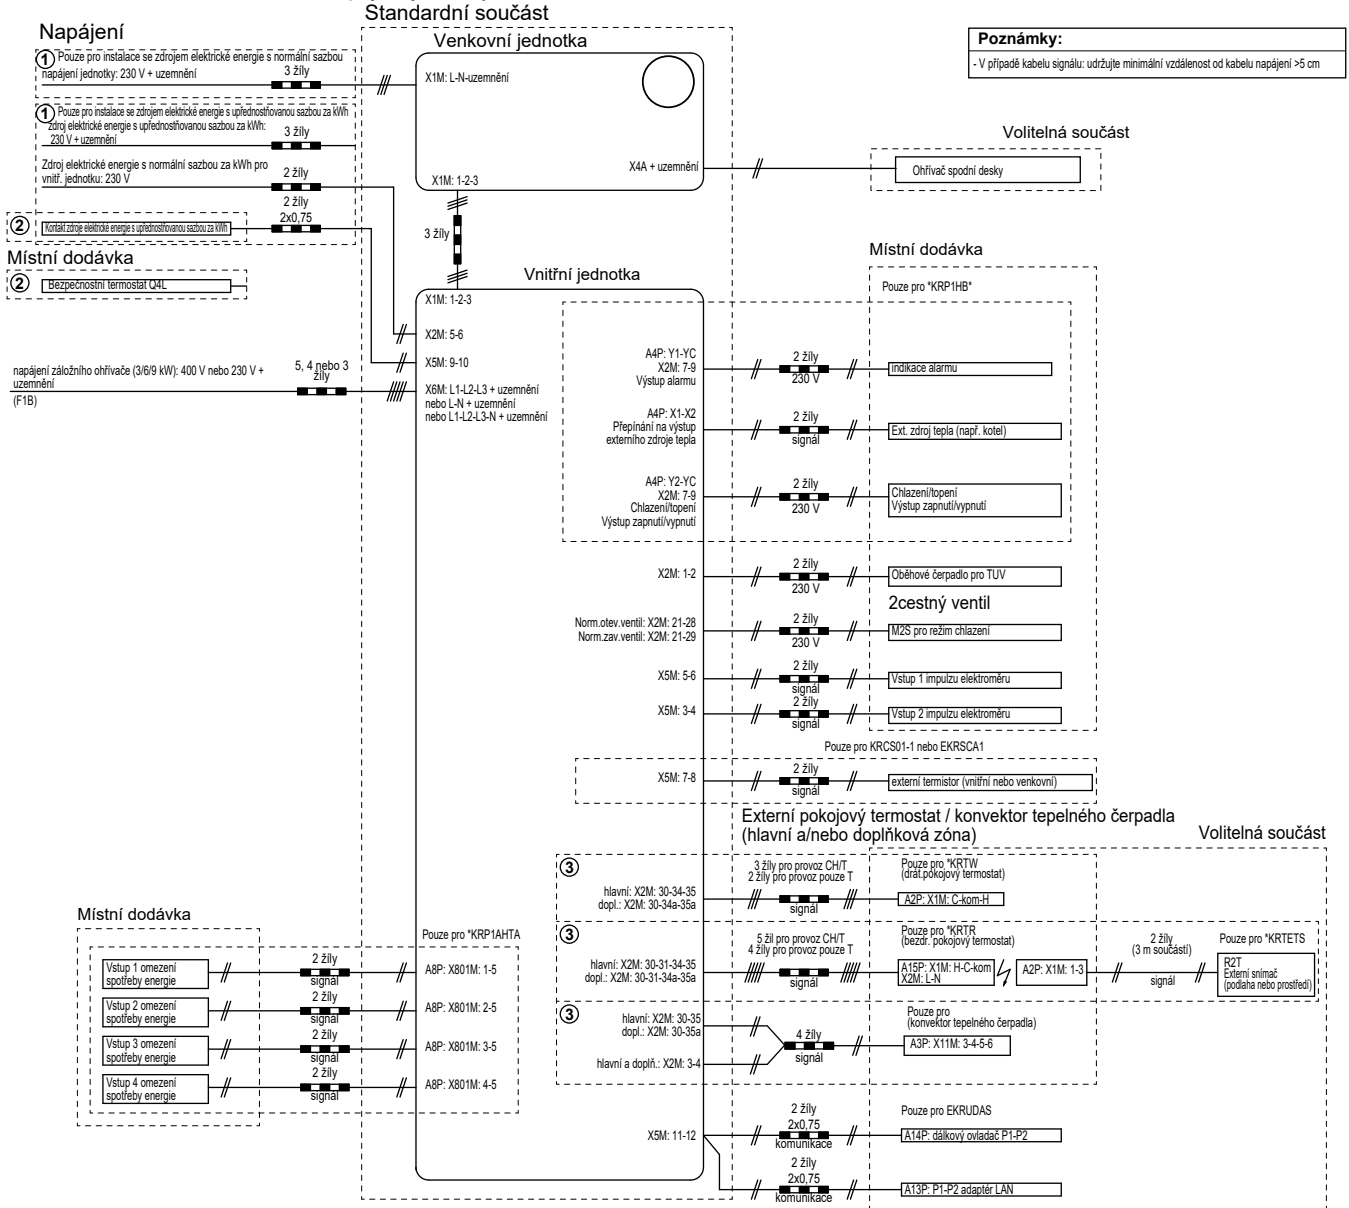 Standardní součást
Napájení
Venkovní jednotka
Poznámky:
- V případě kabelu signálu: udržujte minimální vzdálenost od kabelu napájení >5 cm
1 Pouze pro instalace se zdrojem elektrické energie s normální sazbou
napájení jednotky: 230 V + uzemnění
3 žíly
X1M: L-N-uzemnění
1 Pouze pro instalace se zdrojem elektrické energie s upřednostňovanou sazbou za kWh
zdroj elektrické energie s upřednostňovanou sazbou za kWh:
230 V + uzemnění
3 žíly
Volitelná součást
Zdroj elektrické energie s normální sazbou za kWh pro
vnitř. jednotku: 230 V
2 žíly
X4A + uzemnění
Ohřívač spodní desky
X1M: 1-2-3
2 žíly
2x0,75
2 Kontakt zdroje elektrické energie s upřednostňovanou sazbou za kWh
3 žíly
Místní dodávka
2 Bezpečnostní termostat Q4L
Vnitřní jednotka
Místní dodávka
Pouze pro *KRP1HB*
X1M: 1-2-3
X2M: 5-6
X5M: 9-10
napájení záložního ohřívače (3/6/9 kW): 400 V nebo 230 V +
uzemnění
(F1B)
5, 4 nebo 3
žíly
X6M: L1-L2-L3 + uzemnění
nebo L-N + uzemnění
nebo L1-L2-L3-N + uzemnění
A4P: Y1-YC
X2M: 7-9
Výstup alarmu
2 žíly
230 V
indikace alarmu
A4P: X1-X2
Přepínání na výstup
externího zdroje tepla
2 žíly
signál
Ext. zdroj tepla (např. kotel)
A4P: Y2-YC
X2M: 7-9
Chlazení/topení
Výstup zapnutí/vypnutí
2 žíly
230 V
Chlazení/topení
Výstup zapnutí/vypnutí
X2M: 1-2
2 žíly
230 V
Oběhové čerpadlo pro TUV
2cestný ventil
Norm.otev.ventil: X2M: 21-28
Norm.zav.ventil: X2M: 21-29
2 žíly
230 V
M2S pro režim chlazení
X5M: 5-6
2 žíly
signál
Vstup 1 impulzu elektroměru
X5M: 3-4
2 žíly
signál
Vstup 2 impulzu elektroměru
Pouze pro KRCS01-1 nebo EKRSCA1
X5M: 7-8
2 žíly
signál
externí termistor (vnitřní nebo venkovní)
Externí pokojový termostat / konvektor tepelného čerpadla
(hlavní a/nebo doplňková zóna)
Volitelná součást
3
hlavní: X2M: 30-34-35
dopl.: X2M: 30-34a-35a
3 žíly pro provoz CH/T
2 žíly pro provoz pouze T
signál
Pouze pro *KRTW
(drát.pokojový termostat)
A2P: X1M: C-kom-H
3
hlavní: X2M: 30-31-34-35
dopl.: X2M: 30-31-34a-35a
5 žil pro provoz CH/T
4 žíly pro provoz pouze T
signál
Pouze pro *KRTR
(bezdr. pokojový termostat)
A15P: X1M: H-C-kom
X2M: L-N
A2P: X1M: 1-3
2 žíly
(3 m součástí)
signál
Pouze pro *KRTETS
R2T
Externí snímač
(podlaha nebo prostředí)
3
hlavní: X2M: 30-35
dopl.: X2M: 30-35a
hlavní a doplň.: X2M: 3-4
4 žíly
signál
Pouze pro
(konvektor tepelného čerpadla)
A3P: X11M: 3-4-5-6
Místní dodávka
Pouze pro *KRP1AHTA
Vstup 1 omezení
spotřeby energie
2 žíly
signál
A8P: X801M: 1-5
Vstup 2 omezení
spotřeby energie
2 žíly
signál
A8P: X801M: 2-5
Vstup 3 omezení
spotřeby energie
2 žíly
signál
A8P: X801M: 3-5
Vstup 4 omezení
spotřeby energie
2 žíly
signál
A8P: X801M: 4-5
X5M: 11-12
2 žíly
2x0,75
komunikace
Pouze pro EKRUDAS
A14P: dálkový ovladač P1-P2
2 žíly
2x0,75
komunikace
A13P: P1-P2 adaptér LAN